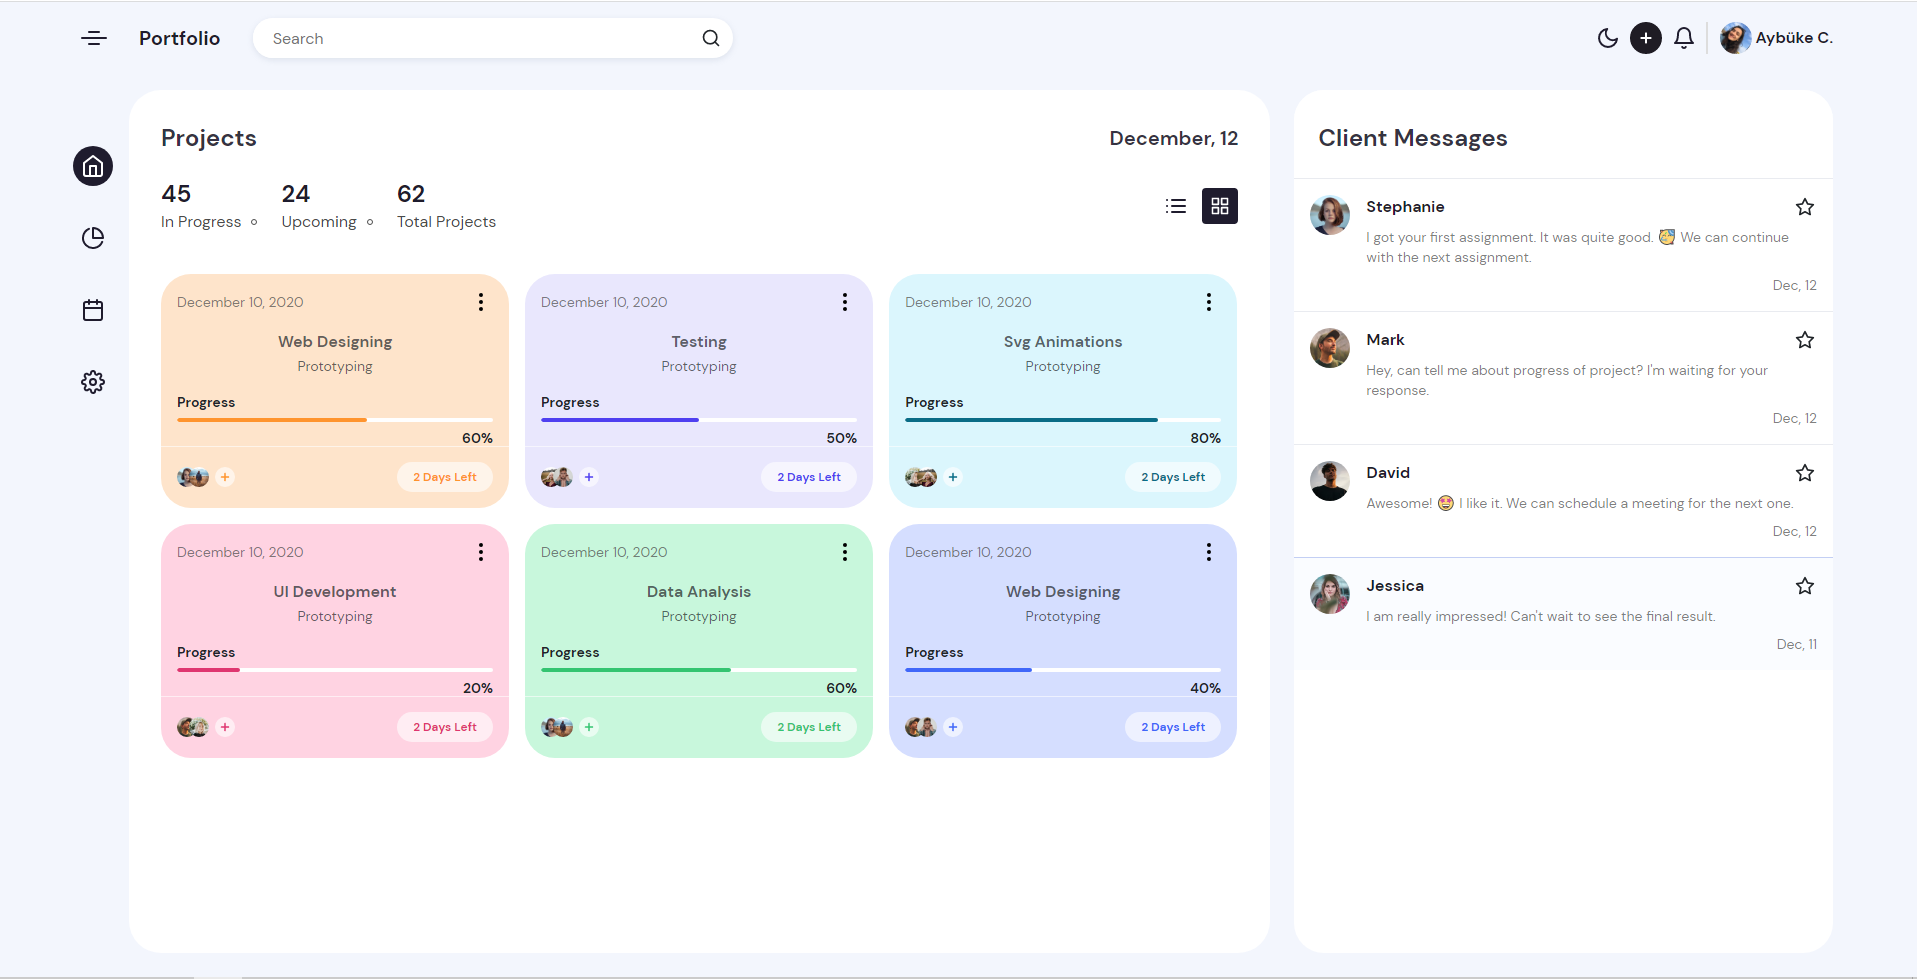 Portfolio
Search
Aybüke C.
Projects
December, 12
45
In Progress
24
Upcoming
62
Total Projects
December 10, 2020
Web Designing
Prototyping
Progress
60%
2 Days Left
December 10, 2020
Testing
Prototyping
Progress
50%
2 Days Left
December 10, 2020
Svg Animations
Prototyping
Progress
80%
2 Days Left
December 10, 2020
UI Development
Prototyping
Progress
20%
2 Days Left
December 10, 2020
Data Analysis
Prototyping
Progress
60%
2 Days Left
December 10, 2020
Web Designing
Prototyping
Progress
40%
2 Days Left
Client Messages
Stephanie
I got your first assignment. It was quite good. 🥳 We can continue
with the next assignment.
Dec, 12
Mark
Hey, can tell me about progress of project? I'm waiting for your
response.
Dec, 12
David
Awesome! 🤩 I like it. We can schedule a meeting for the next one.
Dec, 12
Jessica
I am really impressed! Can't wait to see the final result.
Dec, 11